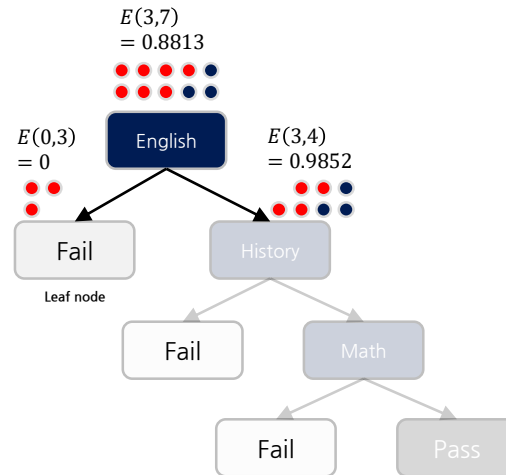 E(3,7)
= 0.8813
English
E(0,3)
= 0
E(3,4)
= 0.9852
Fail
History
Leaf node
Fail
Math
Fail
Pass